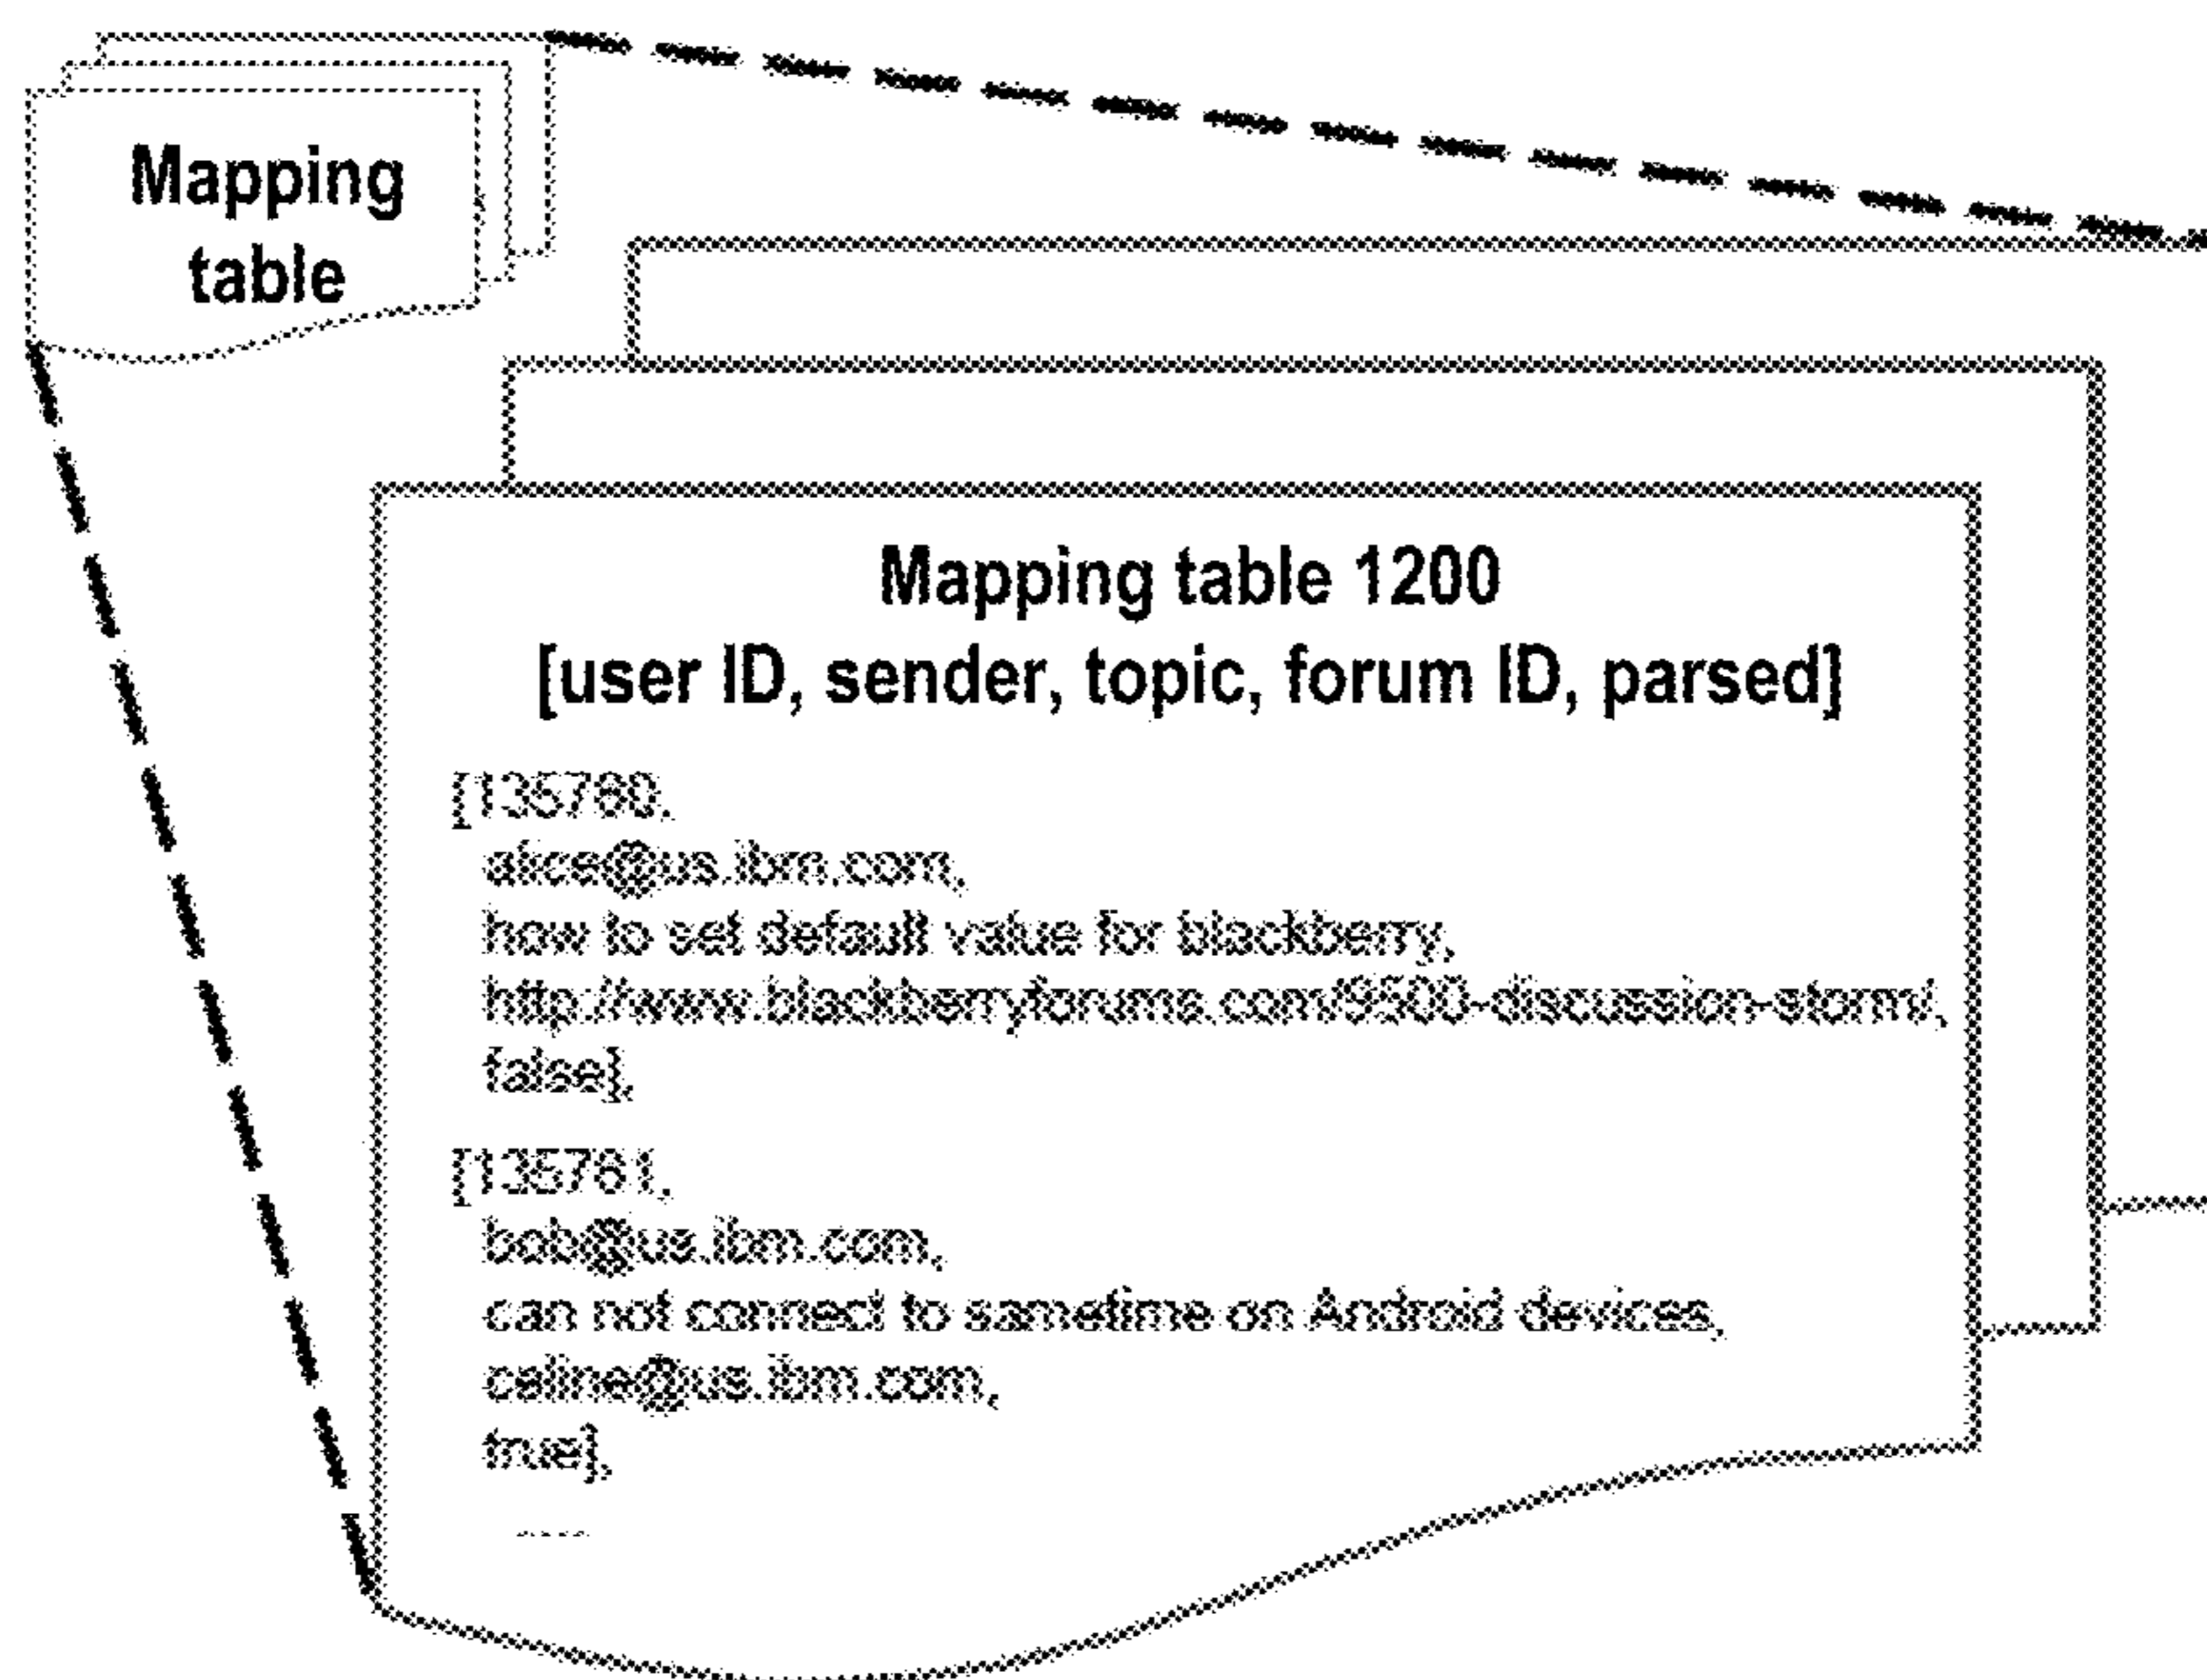 Mapping
table
Mapping table 1200
[user ID, sender, topic, forum ID, parsed]
[135760,
alice@us.ibm.com,
how to set default value for blackberry,
http://www.blackberryforums.com/9500-discussion-storm/,
false],
[135761,
bob@us.ibm.com,
can not connect to sametime on Android devices,
celine@us.ibm.com,
true],
.....